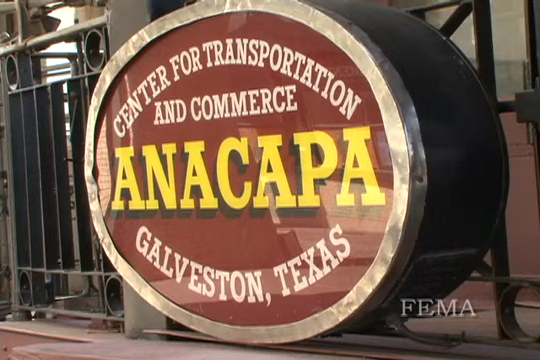 CENTER FOR TRANSPORTATION
AND COMMERCE
ANACAPA
GALVESTON, TEXAS
FEMA